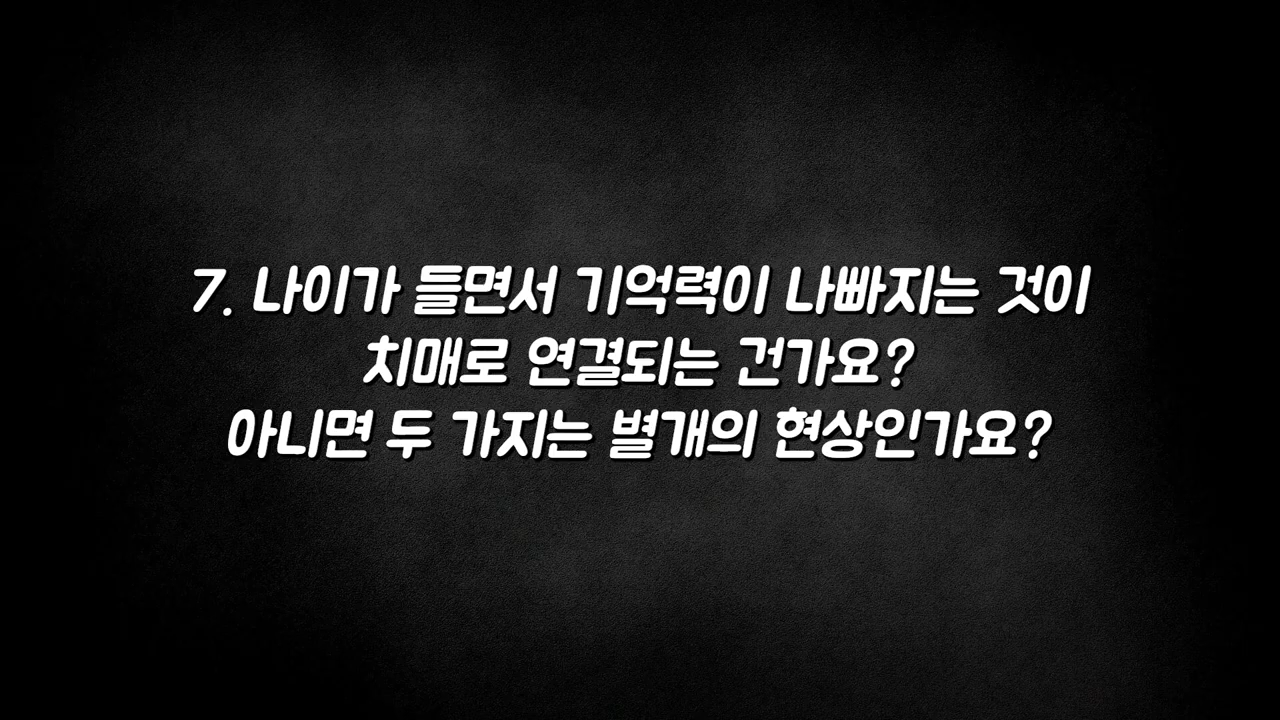 7. 나이가 들면서 기억력이 나빠지는 것이
치매로 연결되는 건가요?
아니면 두 가지는 별개의 현상인가요?